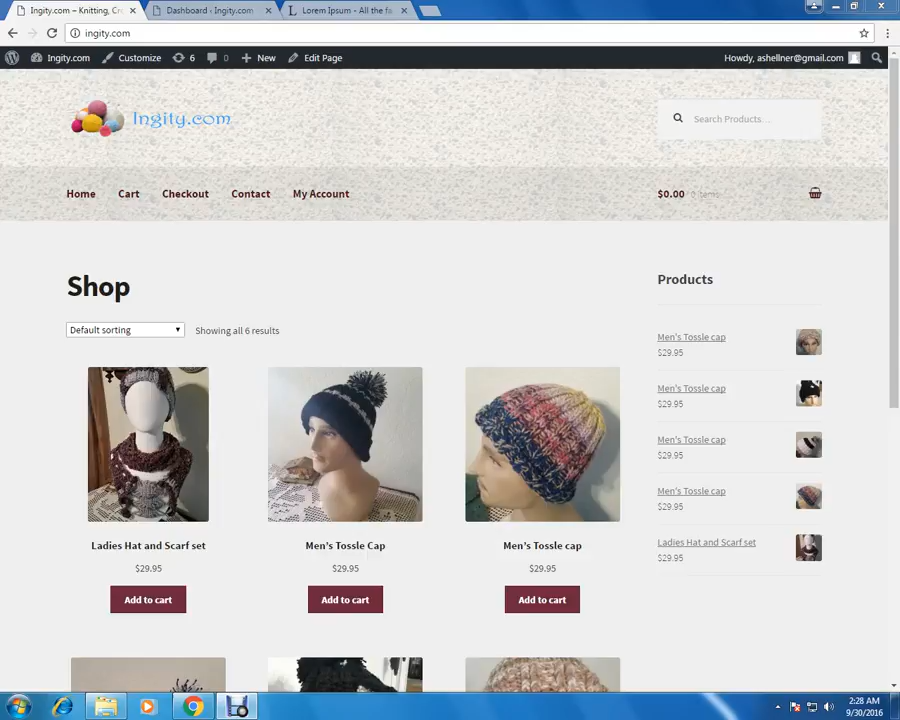 Ingity.com – Knitting, Cr
Dashboard ‹ Ingity.com
Lorem Ipsum - All the fa
ingity.com
Ingity.com
Customize
6
0
New
Edit Page
Howdy, ashellner@gmail.com
Ingity.com
Search Products...
Home
Cart
Checkout
Contact
My Account
$0.00 0 items
Shop
Default sorting
Showing all 6 results
Ladies Hat and Scarf set
$29.95
Add to cart
Men's Tossle Cap
$29.95
Add to cart
Men's Tossle cap
$29.95
Add to cart
Products
Men's Tossle cap
$29.95
Men's Tossle cap
$29.95
Men's Tossle cap
$29.95
Men's Tossle cap
$29.95
Ladies Hat and Scarf set
$29.95
2:28 AM
9/30/2016